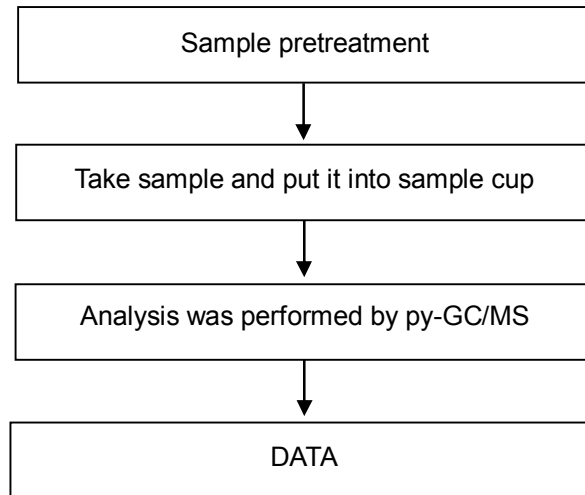 Sample pretreatment
Take sample and put it into sample cup
Analysis was performed by py-GC/MS
DATA